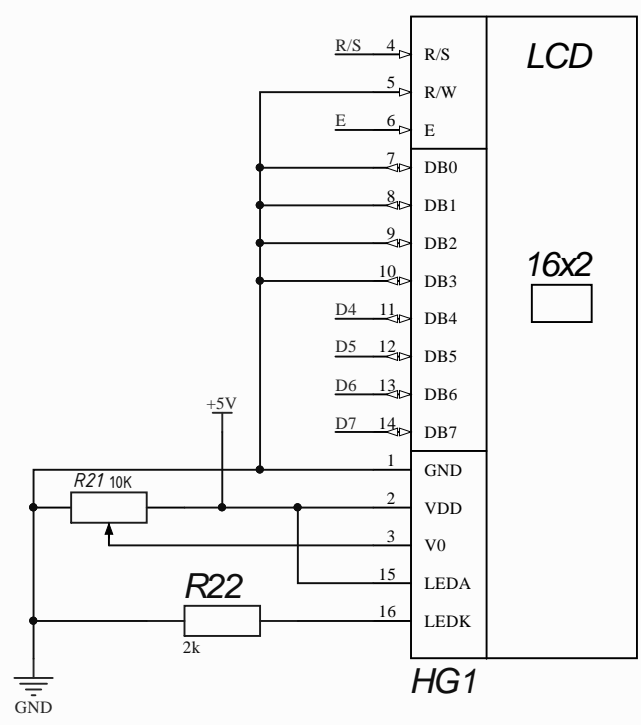 R/S 4 R/S LCD
5 R/W
E 6 E
7 DB0
8 DB1
9 DB2
16x2
10 DB3
D4 11 DB4
D5 12 DB5
D6 13 DB6
+5V
D7 14 DB7
1 GND
R21 10K
2 VDD
3 V0
R22 15 LEDA
16 LEDK
2k
HG1
GND